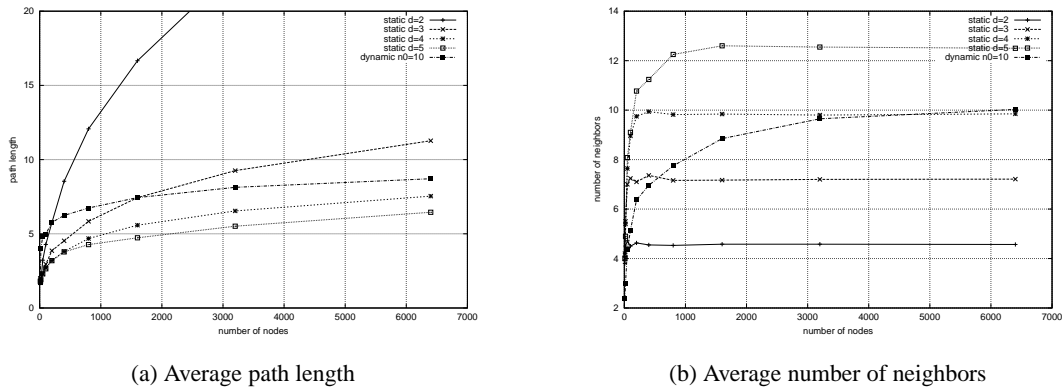 20
15
10
5
0
path length
static d=2
static d=3
static d=4
static d=5
dynamic n0=10
0 1000 2000 3000 4000 5000 6000 7000
number of nodes
(a) Average path length
14
12
10
8
6
4
2
number of neighbors
static d=2
static d=3
static d=4
static d=5
dynamic n0=10
0 1000 2000 3000 4000 5000 6000 7000
number of nodes
(b) Average number of neighbors